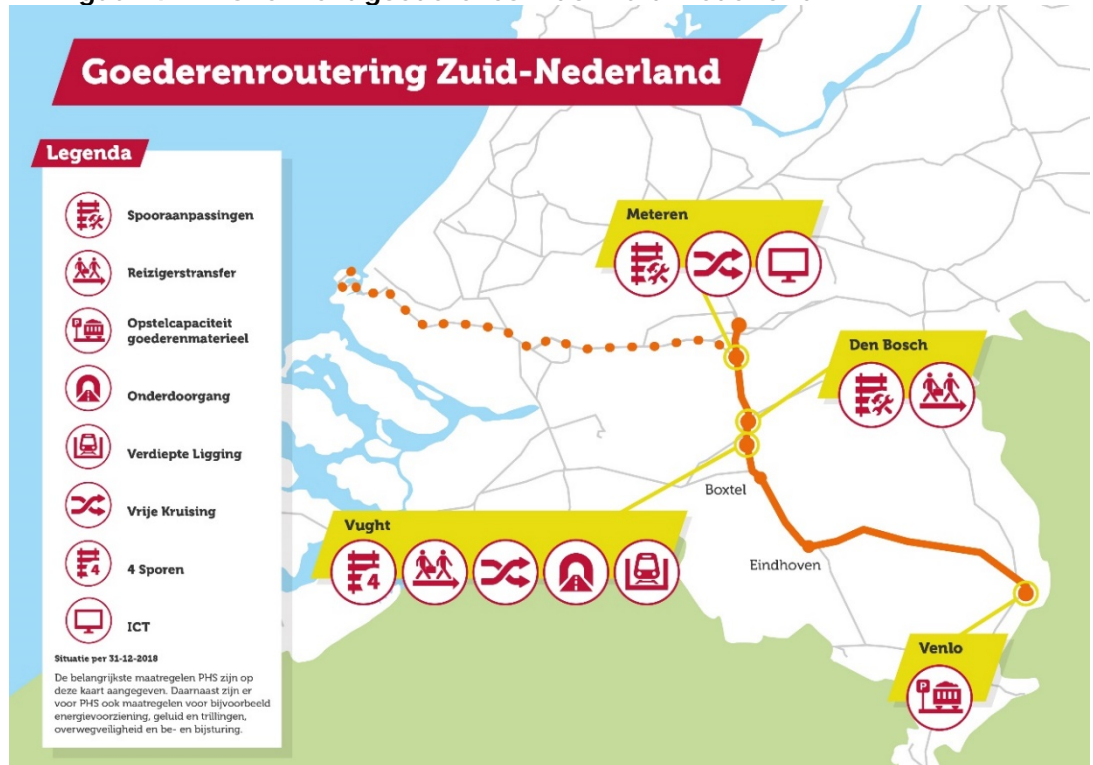 Goederenroutering Zuid-Nederland
Legenda
Spooraanpassingen
Reizigerstransfer
Opstelcapaciteit
goederenmaterieel
Onderdoorgang
Verdiepte Ligging
Vrije Kruising
4
4 Sporen
ICT
Situatie per 31-12-2018
De belangrijkste maatregelen PHS zijn op
deze kaart aangegeven. Daarnaast zijn er
voor PHS ook maatregelen voor bijvoorbeeld
energievoorziening, geluid en trillingen,
overwegveiligheid en be- en bijsturing.
Meteren
Den Bosch
Boxtel
Vught
4
Eindhoven
Venlo
P
P